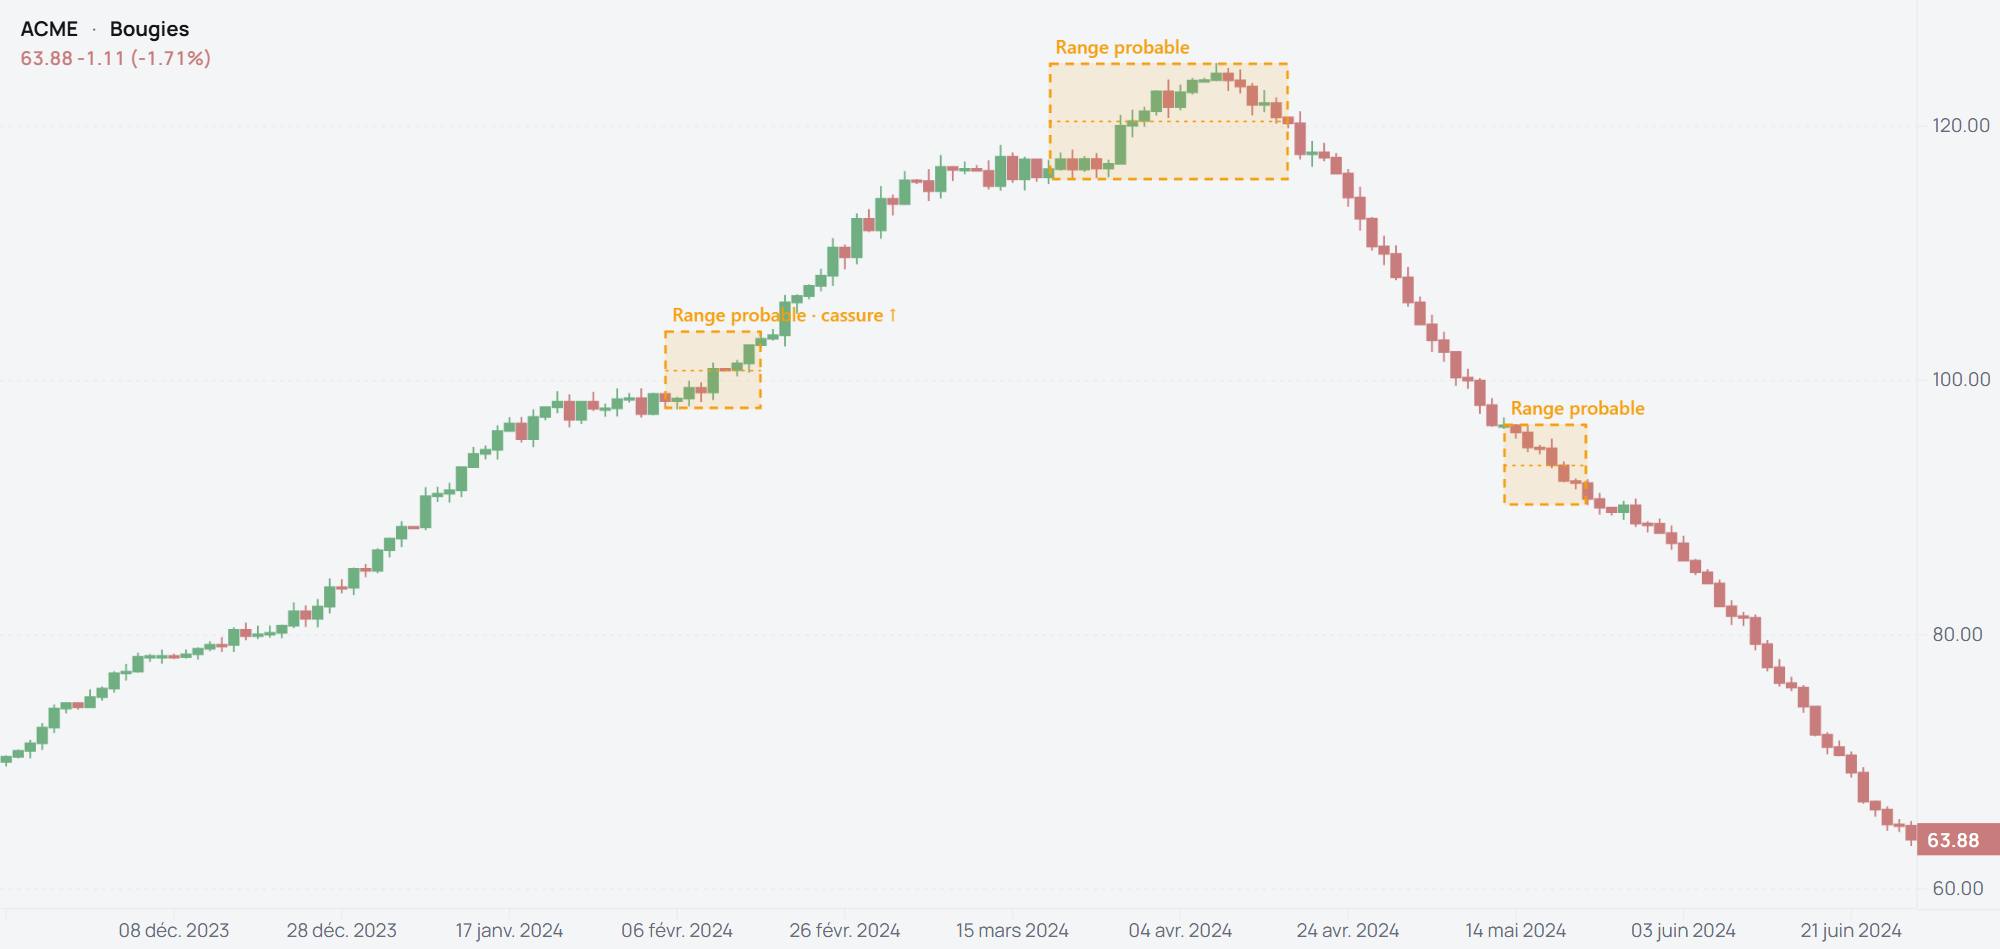 ACME · Bougies
63.88 -1.11 (-1.71%)
Range probable
120.00
Range probable · cassure ↑
100.00
Range probable
80.00
63.88
60.00
08 déc. 2023 28 déc. 2023 17 janv. 2024 06 févr. 2024 26 févr. 2024 15 mars 2024 04 avr. 2024 24 avr. 2024 14 mai 2024 03 juin 2024 21 juin 2024